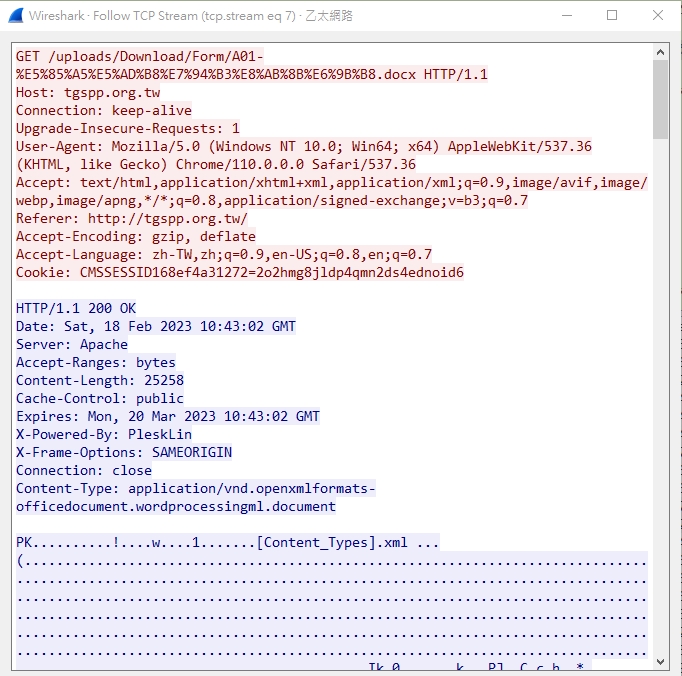 Wireshark · Follow TCP Stream (tcp.stream eq 7) · 乙太網路
GET /uploads/Download/Form/A01-
%E5%85%A5%E5%AD%B8%E7%94%B3%E8%AB%8B%E6%9B%B8.docx HTTP/1.1
Host: tgspp.org.tw
Connection: keep-alive
Upgrade-Insecure-Requests: 1
User-Agent: Mozilla/5.0 (Windows NT 10.0; Win64; x64) AppleWebKit/537.36
(KHTML, like Gecko) Chrome/110.0.0.0 Safari/537.36
Accept: text/html,application/xhtml+xml,application/xml;q=0.9,image/avif,image/
webp,image/apng,*/*;q=0.8,application/signed-exchange;v=b3;q=0.7
Referer: http://tgspp.org.tw/
Accept-Encoding: gzip, deflate
Accept-Language: zh-TW,zh;q=0.9,en-US;q=0.8,en;q=0.7
Cookie: CMSSESSID168ef4a31272=2o2hmg8jldp4qmn2ds4ednoid6
HTTP/1.1 200 OK
Date: Sat, 18 Feb 2023 10:43:02 GMT
Server: Apache
Accept-Ranges: bytes
Content-Length: 25258
Cache-Control: public
Expires: Mon, 20 Mar 2023 10:43:02 GMT
X-Powered-By: PleskLin
X-Frame-Options: SAMEORIGIN
Connection: close
Content-Type: application/vnd.openxmlformats-
officedocument.wordprocessingml.document
PK..........!....w....1.......[Content_Types].xml ...
(..............................................................................
...............................................................................
...............................................................................
...............................................................................
...............................................................................
...............................................................................